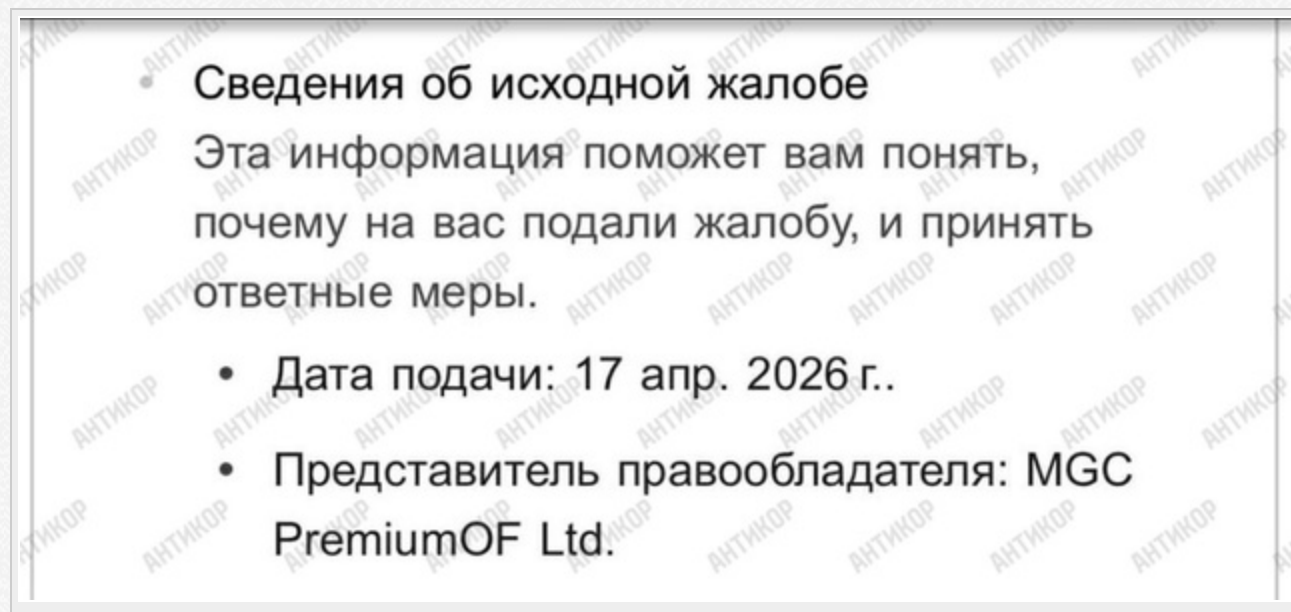 Сведения об исходной жалобе
Эта информация поможет вам понять,
почему на вас подали жалобу, и принять
ответные меры.
• Дата подачи: 17 апр. 2026 г..
• Представитель правообладателя: MGC
PremiumOF Ltd.
АНТИКОР